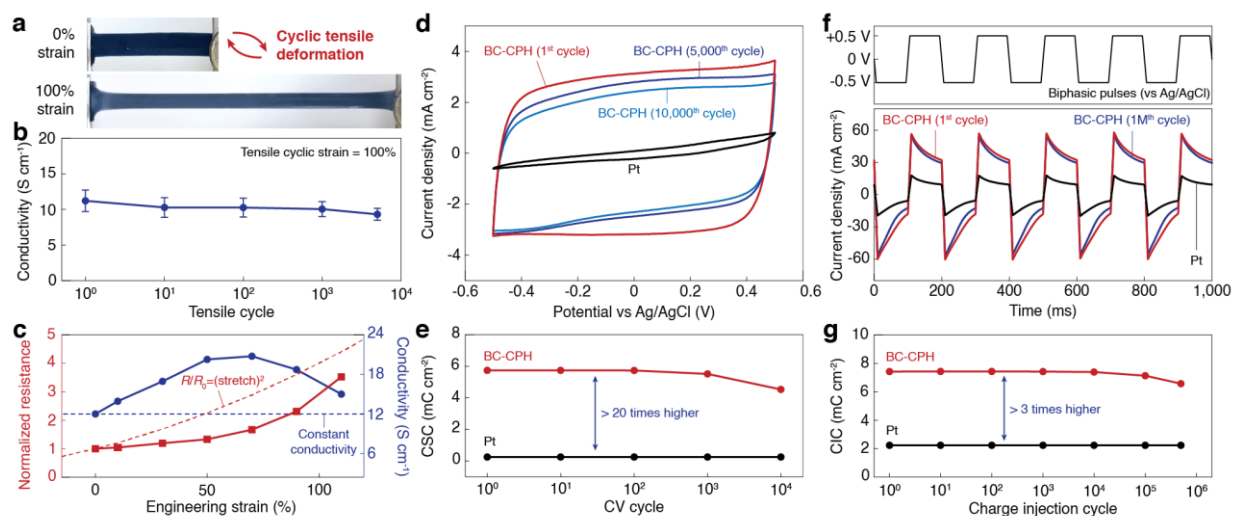 a
0%
strain
Cyclic tensile
deformation
100%
strain
b
Conductivity (S cm⁻¹)
20
15
10
5
0
Tensile cyclic strain = 100%
10⁰ 10¹ 10² 10³ 10⁴
Tensile cycle
c
Normalized resistance
5
4
3
2
1
0
R/R₀=(stretch)²
Constant
conductivity
24
18
12
6
Conductivity (S cm⁻¹)
0 50 100
Engineering strain (%)
d
Current density (mA cm⁻²)
4
2
0
-2
-4
BC-CPH (1ˢᵗ cycle)
BC-CPH (5,000ᵗʰ cycle)
BC-CPH (10,000ᵗʰ cycle)
Pt
-0.6 -0.4 -0.2 0 0.2 0.4 0.6
Potential vs Ag/AgCl (V)
e
CSC (mC cm⁻²)
8
6
4
2
0
BC-CPH
> 20 times higher
Pt
10⁰ 10¹ 10² 10³ 10⁴
CV cycle
f
+0.5 V
0 V
-0.5 V
Biphasic pulses (vs Ag/AgCl)
Current density (mA cm⁻²)
60
30
0
-30
-60
BC-CPH (1ˢᵗ cycle)
BC-CPH (1Mᵗʰ cycle)
Pt
0 200 400 600 800 1,000
Time (ms)
g
CIC (mC cm⁻²)
10
8
6
4
2
0
BC-CPH
> 3 times higher
Pt
10⁰ 10¹ 10² 10³ 10⁴ 10⁵ 10⁶
Charge injection cycle